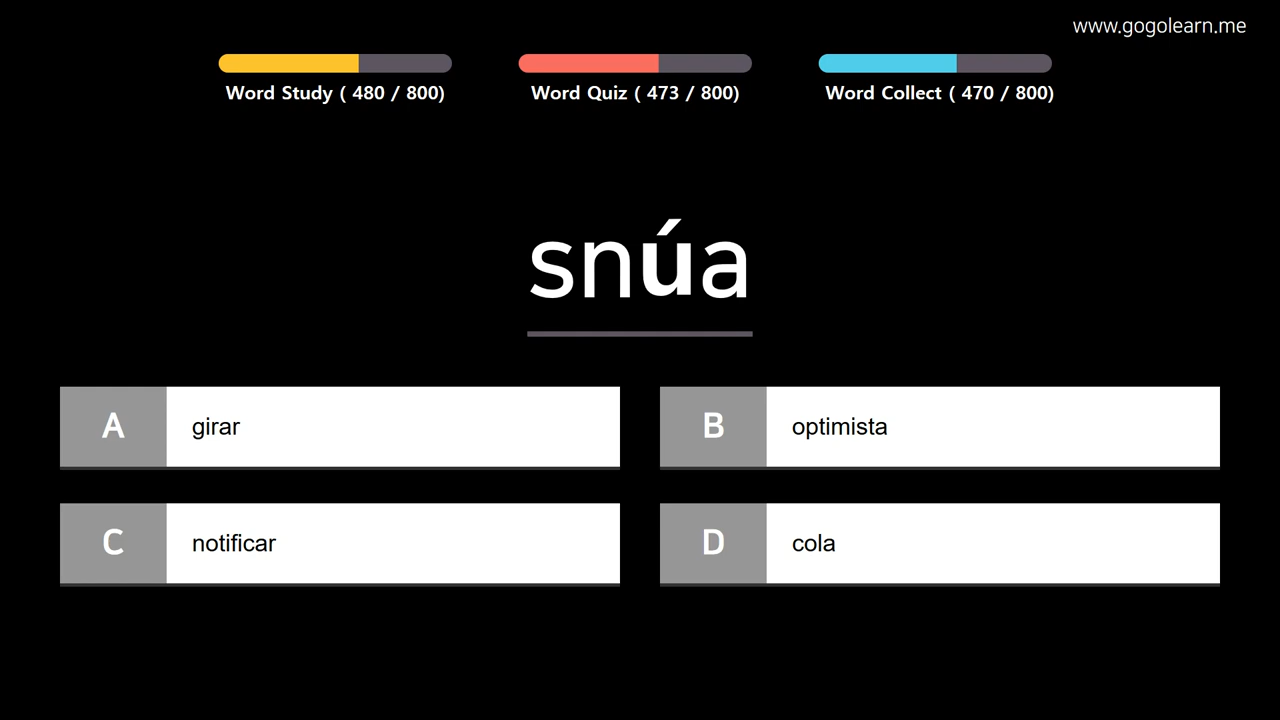 www.gogolearn.me
Word Study ( 480 / 800)
Word Quiz ( 473 / 800)
Word Collect ( 470 / 800)
snúa
A girar
B optimista
C notificar
D cola